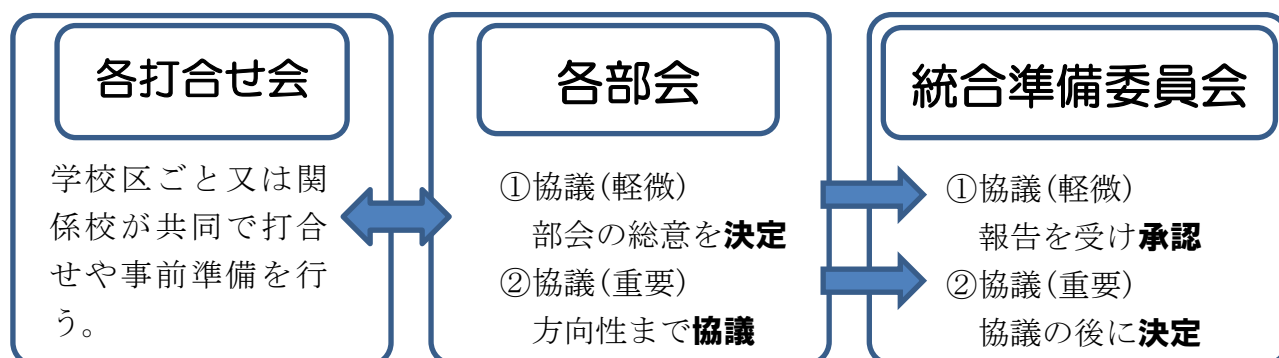 各打合せ会
学校区ごと又は関
係校が共同で打合
せや事前準備を行
う。
各部会
①協議(軽微)
部会の総意を決定
②協議(重要)
方向性まで協議
統合準備委員会
①協議(軽微)
報告を受け承認
②協議(重要)
協議の後に決定